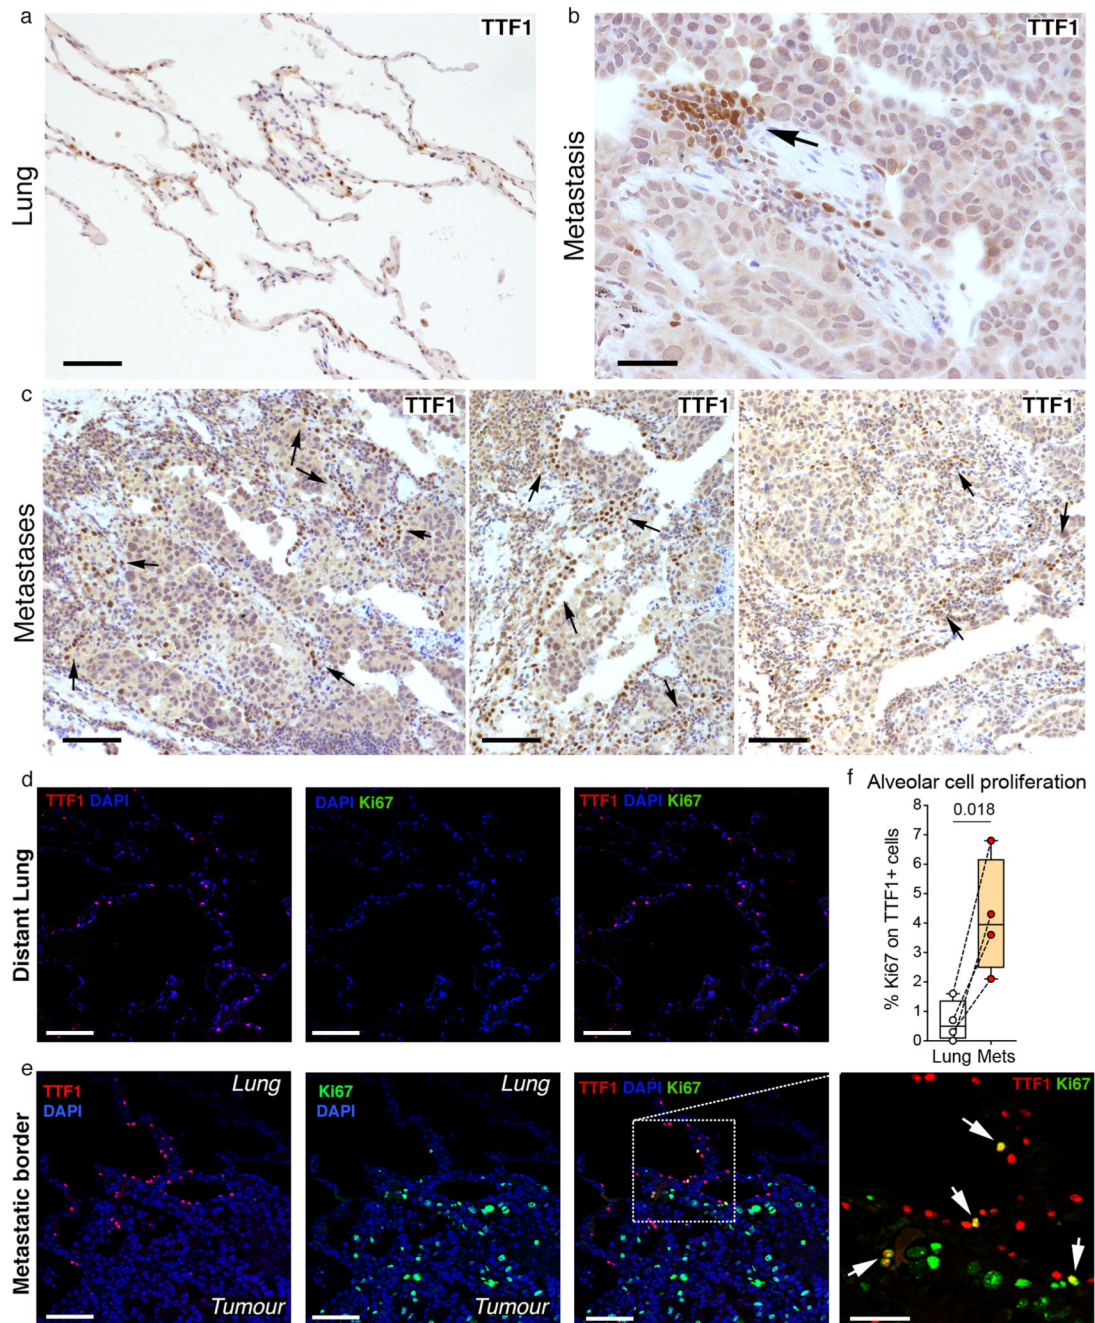 a
TTF1
Lung
b
TTF1
Metastasis
c
TTF1
TTF1
TTF1
Metastases
d
TTF1 DAPI
DAPI Ki67
TTF1 DAPI Ki67
Distant Lung
f
Alveolar cell proliferation
0.018
8
7
6
5
4
3
2
1
0
% Ki67 on TTF1+ cells
Lung Mets
e
TTF1
DAPI
Lung
Tumour
Ki67
DAPI
Lung
Tumour
TTF1 DAPI Ki67
TTF1 Ki67
Metastatic border